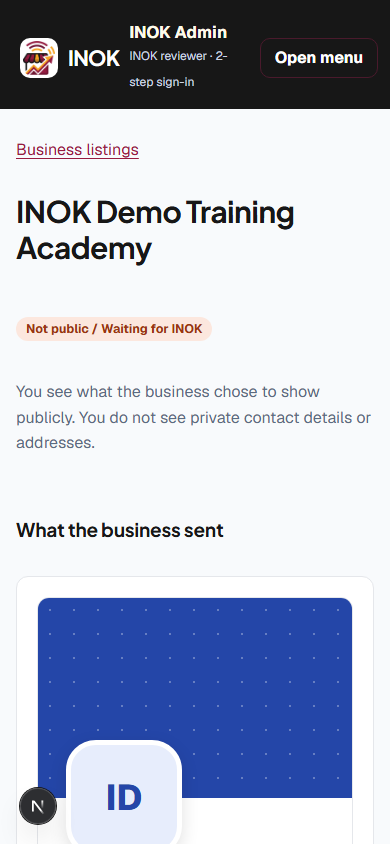 INOK
INOK Admin
INOK reviewer · 2-
step sign-in
Open menu
Business listings
INOK Demo Training
Academy
Not public / Waiting for INOK
You see what the business chose to show
publicly. You do not see private contact details or
addresses.
What the business sent
ID
N